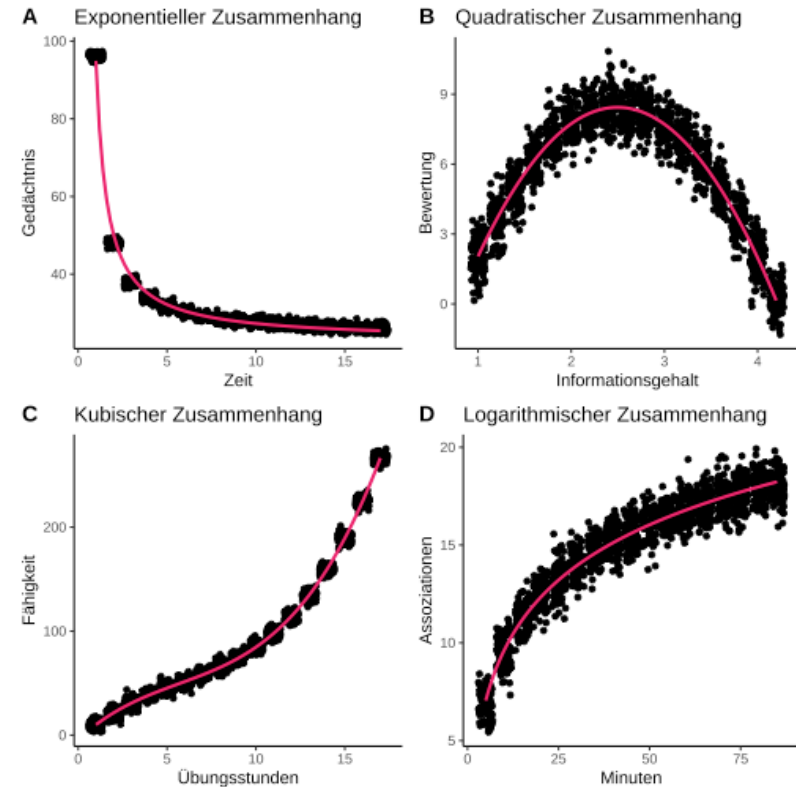 A Exponentieller Zusammenhang
100
80
60
40
Gedächtnis
0 5 10 15
Zeit
B Quadratischer Zusammenhang
9
6
3
0
Bewertung
1 2 3 4
Informationsgehalt
C Kubischer Zusammenhang
200
100
0
Fähigkeit
0 5 10 15
Übungsstunden
D Logarithmischer Zusammenhang
20
15
10
5
Assoziationen
0 25 50 75
Minuten